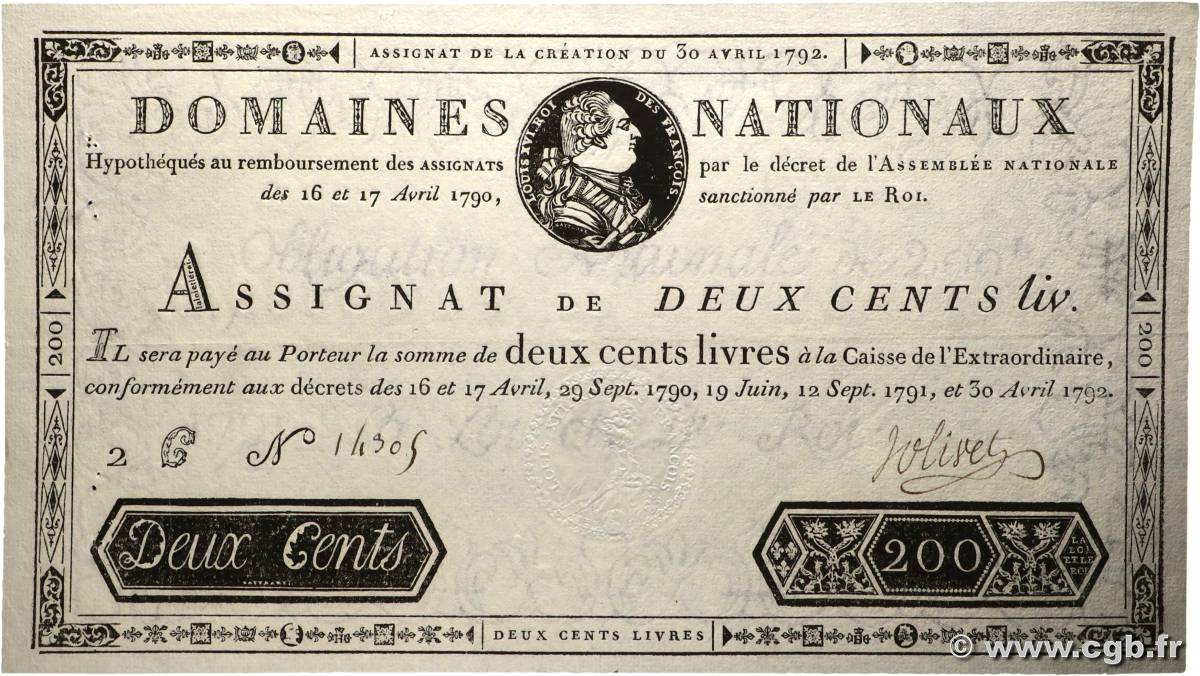 ASSIGNAT DE LA CRÉATION DU 30 AVRIL 1792.
DOMAINES NATIONAUX
LOUIS XVI. ROI DES FRANÇOIS.
Hypothéqués au remboursement des ASSIGNATS par le décret de l'ASSEMBLÉE NATIONALE
des 16 et 17 Avril 1790, sanctionné par LE ROI.
ASSIGNAT DE DEUX CENTS liv.
200
200
IL sera payé au Porteur la somme de deux cents livres à la Caisse de l'Extraordinaire,
conformément aux décrets des 16 et 17 Avril, 29 Sept. 1790, 19 Juin, 12 Sept. 1791, et 30 Avril 1792.
2 G No 14305
Jolivet
LOUIS XVI
Deux Cents
200
LA LOI ET LE ROI
DEUX CENTS LIVRES
© www.cgb.fr